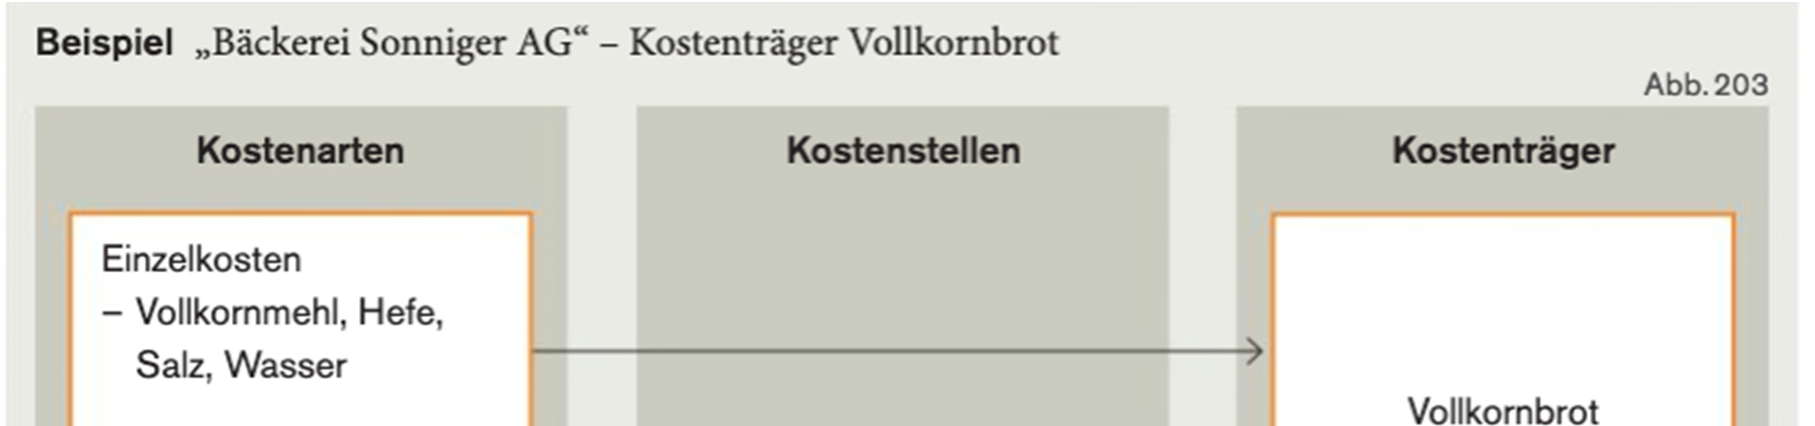 Beispiel „Bäckerei Sonniger AG“ – Kostenträger Vollkornbrot
Abb. 203
Kostenarten
Kostenstellen
Kostenträger
Einzelkosten
– Vollkornmehl, Hefe,
Salz, Wasser
Vollkornbrot